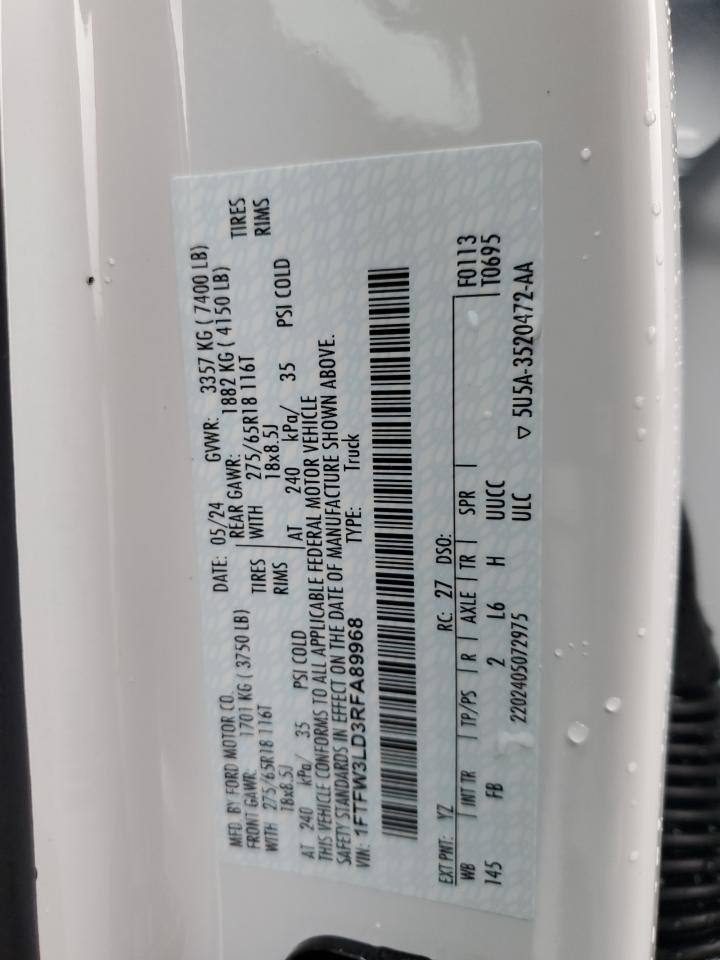 MFD. BY FORD MOTOR CO.
DATE: 05/24 GVWR: 3357 KG ( 7400 LB)
FRONT GAWR: 1701 KG ( 3750 LB) REAR GAWR: 1882 KG ( 4150 LB)
WITH 275/65R18 116T TIRES WITH 275/65R18 116T TIRES
18x8.5J RIMS 18x8.5J RIMS
AT 240 kPa/ 35 PSI COLD AT 240 kPa/ 35 PSI COLD
THIS VEHICLE CONFORMS TO ALL APPLICABLE FEDERAL MOTOR VEHICLE
SAFETY STANDARDS IN EFFECT ON THE DATE OF MANUFACTURE SHOWN ABOVE.
VIN: 1FTFW3LD3RFA89968 TYPE: Truck
EXT PNT: YZ RC: 27 DSO: F0113
WB INT TR TP/PS R AXLE TR SPR T0695
145 FB 2 L6 H UUCC
2202405072975 ULC ▽ 5U5A-3520472-AA